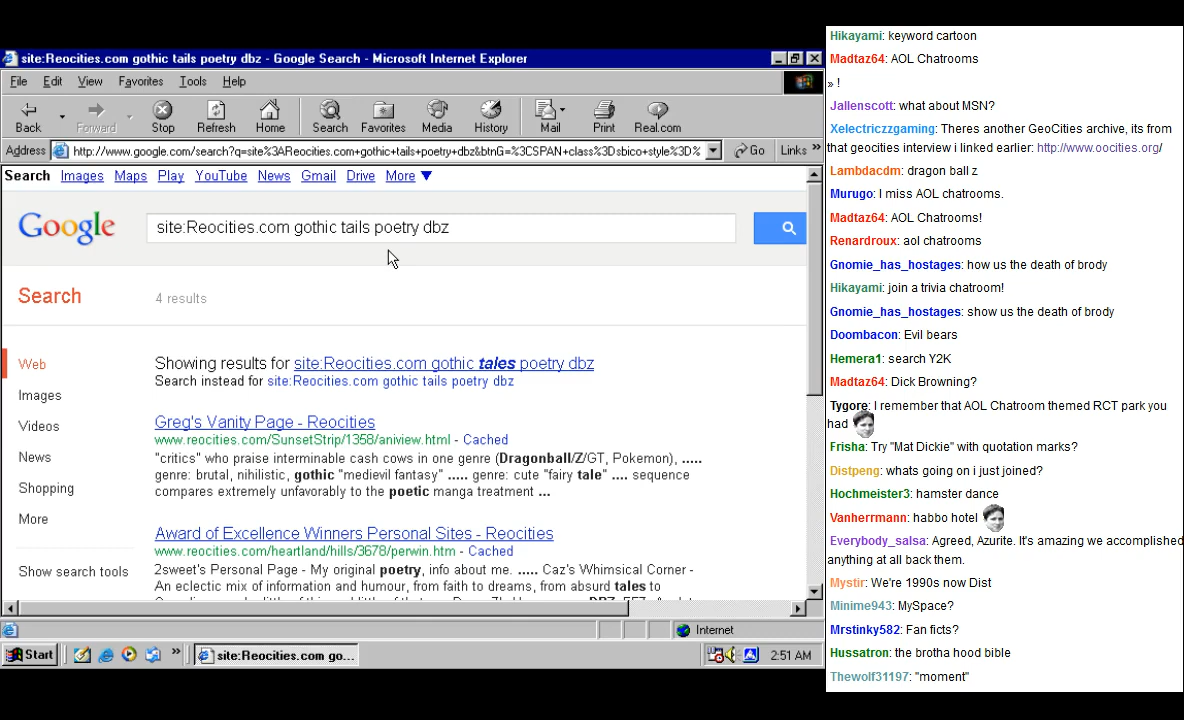 site:Reocities.com gothic tails poetry dbz - Google Search - Microsoft Internet Explorer
File Edit View Favorites Tools Help
Back Forward Stop Refresh Home Search Favorites Media History Mail Print Real.com
Address http://www.google.com/search?q=site%3AReocities.com+gothic+tails+poetry+dbz&btnG=%3CSPAN+class%3Dsbico+style%3D% Go Links »
Search Images Maps Play YouTube News Gmail Drive More ▼
Google site:Reocities.com gothic tails poetry dbz
Search 4 results
Web
Images
Videos
News
Shopping
More
Show search tools
Showing results for site:Reocities.com gothic tales poetry dbz
Search instead for site:Reocities.com gothic tails poetry dbz
Greg's Vanity Page - Reocities
www.reocities.com/SunsetStrip/1358/aniview.html - Cached
"critics" who praise interminable cash cows in one genre (Dragonball/Z/GT, Pokemon), .....
genre: brutal, nihilistic, gothic "medievil fantasy" ..... genre: cute "fairy tale" .... sequence
compares extremely unfavorably to the poetic manga treatment ...
Award of Excellence Winners Personal Sites - Reocities
www.reocities.com/heartland/hills/3678/perwin.htm - Cached
2sweet's Personal Page - My original poetry, info about me. ..... Caz's Whimsical Corner -
An eclectic mix of information and humour, from faith to dreams, from absurd tales to
Internet
Start » site:Reocities.com go... 2:51 AM
Hikayami: keyword cartoon
Madtaz64: AOL Chatrooms
» !
Jallenscott: what about MSN?
Xelectriczzgaming: Theres another GeoCities archive, its from
that geocities interview i linked earlier: http://www.oocities.org/
Lambdacdm: dragon ball z
Murugo: I miss AOL chatrooms.
Madtaz64: AOL Chatrooms!
Renardroux: aol chatrooms
Gnomie_has_hostages: how us the death of brody
Hikayami: join a trivia chatroom!
Gnomie_has_hostages: show us the death of brody
Doombacon: Evil bears
Hemera1: search Y2K
Madtaz64: Dick Browning?
Tygore: I remember that AOL Chatroom themed RCT park you
had
Frisha: Try "Mat Dickie" with quotation marks?
Distpeng: whats going on i just joined?
Hochmeister3: hamster dance
Vanherrmann: habbo hotel
Everybody_salsa: Agreed, Azurite. It's amazing we accomplished
anything at all back them.
Mystir: We're 1990s now Dist
Minime943: MySpace?
Mrstinky582: Fan ficts?
Hussatron: the brotha hood bible
Thewolf31197: "moment"